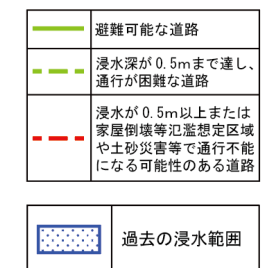 避難可能な道路
浸水深が0.5mまで達し、
通行が困難な道路
浸水が0.5m以上または
家屋倒壊等氾濫想定区域
や土砂災害等で通行不能
になる可能性のある道路
過去の浸水範囲